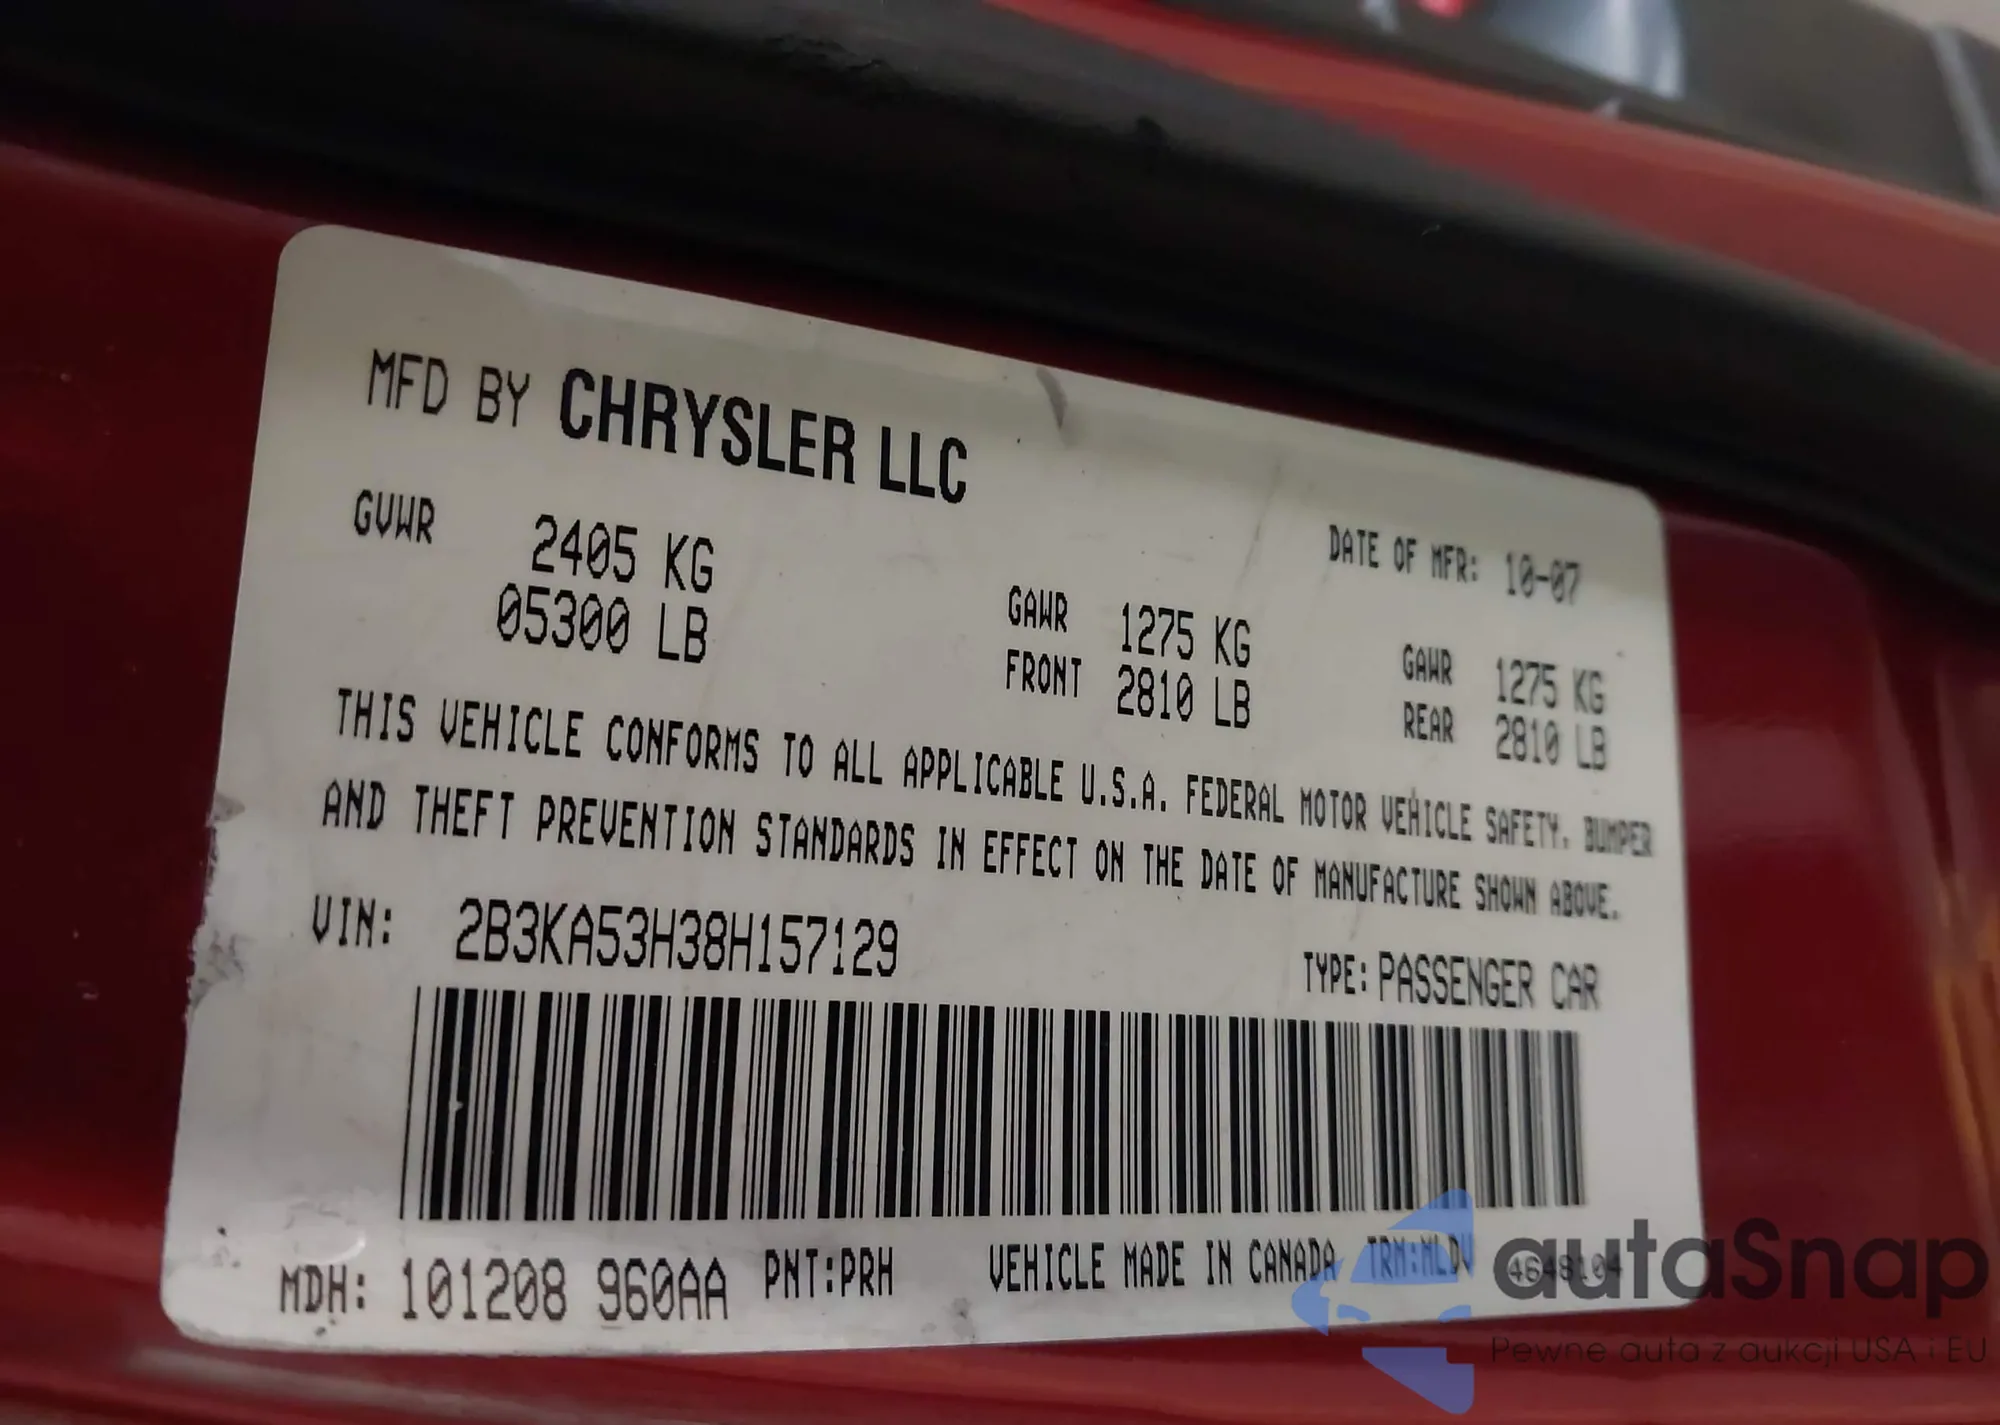 MFD BY CHRYSLER LLC
DATE OF MFR: 10-07
GVWR 2405 KG
05300 LB
GAWR 1275 KG
FRONT 2810 LB
GAWR 1275 KG
REAR 2810 LB
THIS VEHICLE CONFORMS TO ALL APPLICABLE U.S.A. FEDERAL MOTOR VEHICLE SAFETY, BUMPER
AND THEFT PREVENTION STANDARDS IN EFFECT ON THE DATE OF MANUFACTURE SHOWN ABOVE.
VIN: 2B3KA53H38H157129
TYPE: PASSENGER CAR
MDH: 101208 960AA PNT:PRH VEHICLE MADE IN CANADA TRM:MLDV 4648104
autaSnap
Pewne auta z aukcji USA i EU